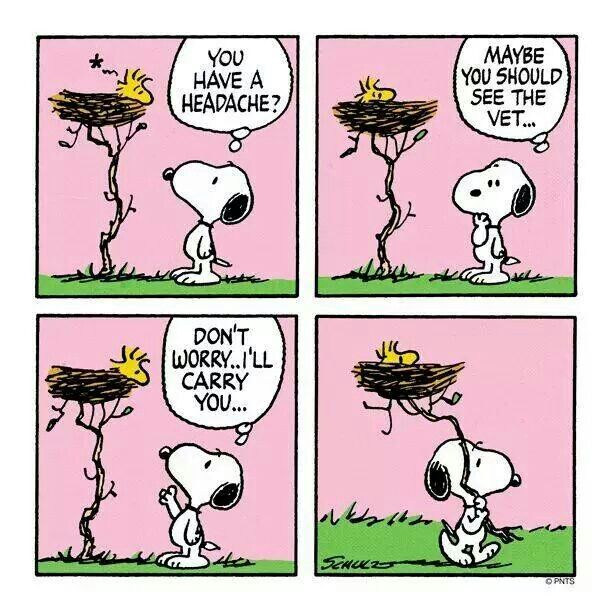 YOU
HAVE A
HEADACHE?
MAYBE
YOU SHOULD
SEE THE
VET...
DON'T
WORRY..I'LL
CARRY
YOU...
SCHULZ
© PNTS